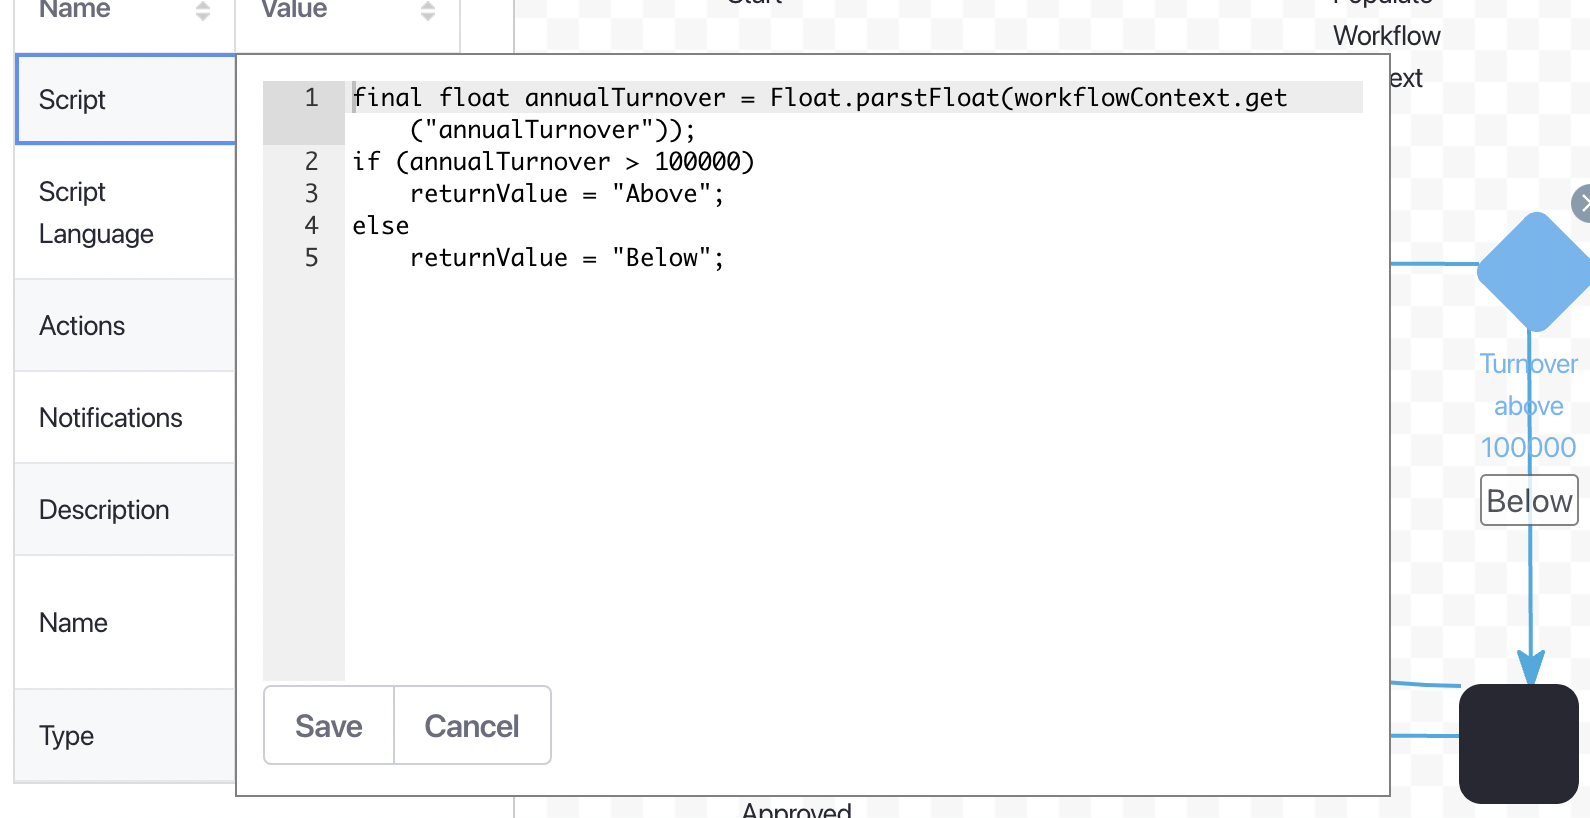 Name
Value
Start
Populate
Workflow
ext
Script
Script
Language
Actions
Notifications
Description
Name
Type
1 final float annualTurnover = Float.parstFloat(workflowContext.get
("annualTurnover"));
2 if (annualTurnover > 100000)
3 returnValue = "Above";
4 else
5 returnValue = "Below";
Save
Cancel
Turnover
above
100000
Below
Approved